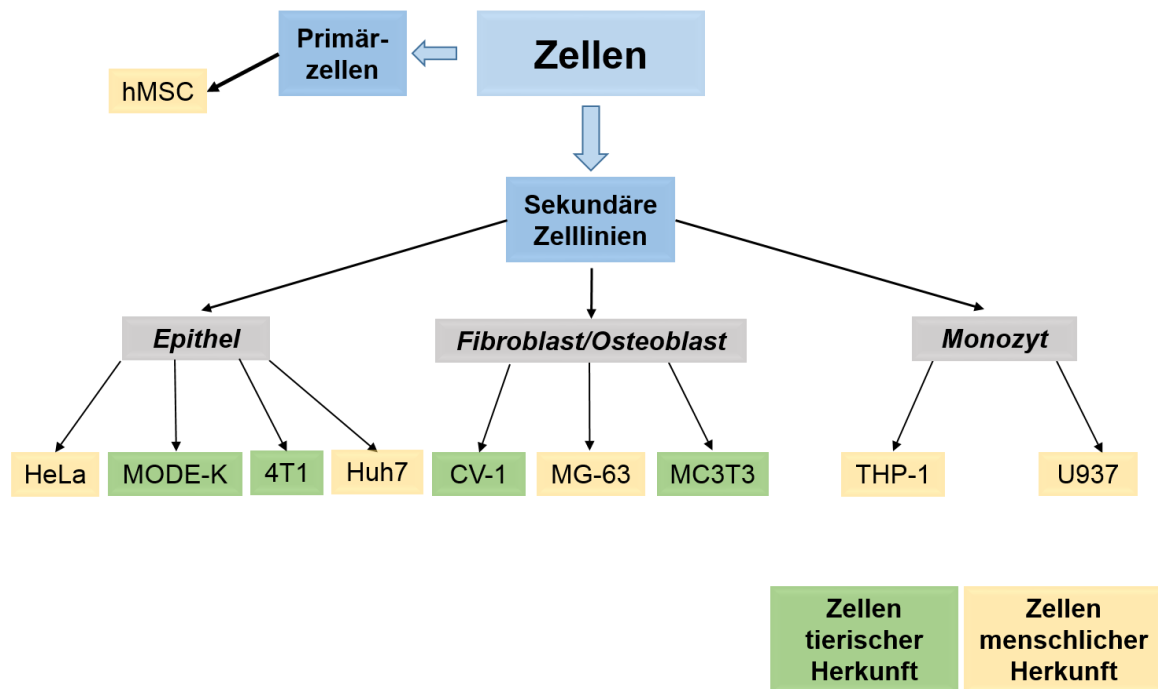 Primär-
zellen
Zellen
hMSC
Sekundäre
Zelllinien
Epithel
Fibroblast/Osteoblast
Monozyt
HeLa
MODE-K
4T1
Huh7
CV-1
MG-63
MC3T3
THP-1
U937
Zellen
tierischer
Herkunft
Zellen
menschlicher
Herkunft